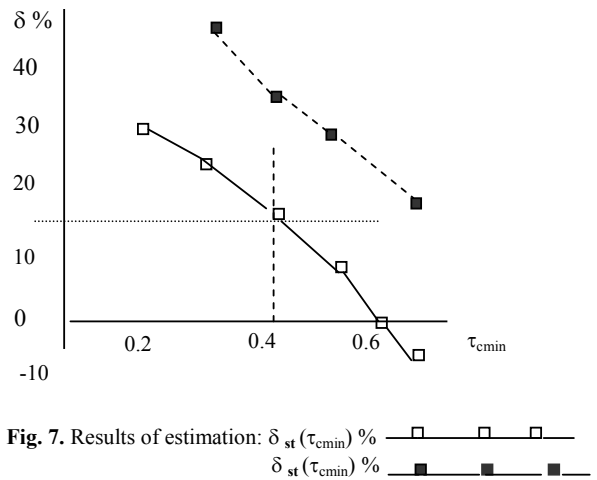 δ %
40
30
20
10
0
-10
0.2 0.4 0.6 τcmin
Fig. 7. Results of estimation: δ st (τcmin) %
δ st (τcmin) %